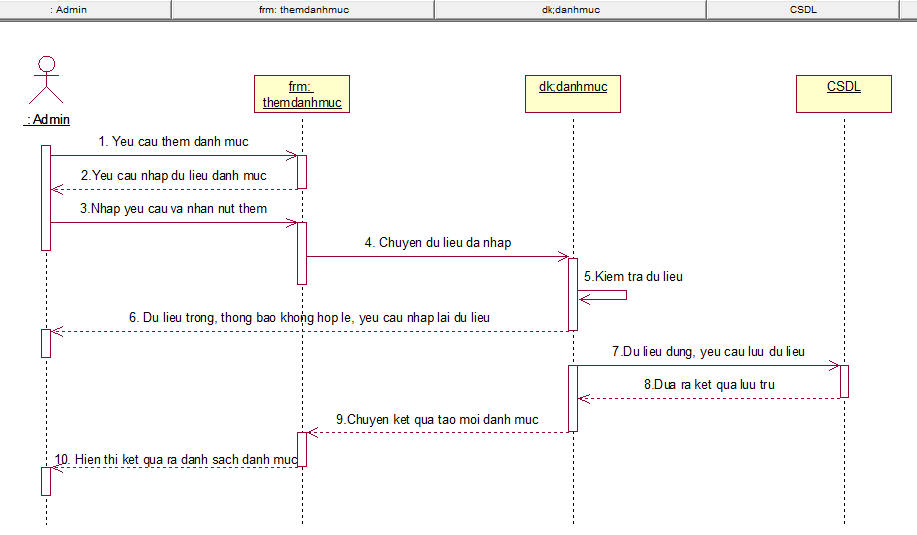 : Admin
frm: themdanhmuc
dk;danhmuc
CSDL
frm:
themdanhmuc
dk;danhmuc
CSDL
: Admin
1. Yeu cau them danh muc
2.Yeu cau nhap du lieu danh muc
3.Nhap yeu cau va nhan nut them
4. Chuyen du lieu da nhap
5.Kiem tra du lieu
6. Du lieu trong, thong bao khong hop le, yeu cau nhap lai du lieu
7.Du lieu dung, yeu cau luu du lieu
8.Dua ra ket qua luu tru
9.Chuyen ket qua tao moi danh muc
10. Hien thi ket qua ra danh sach danh muc